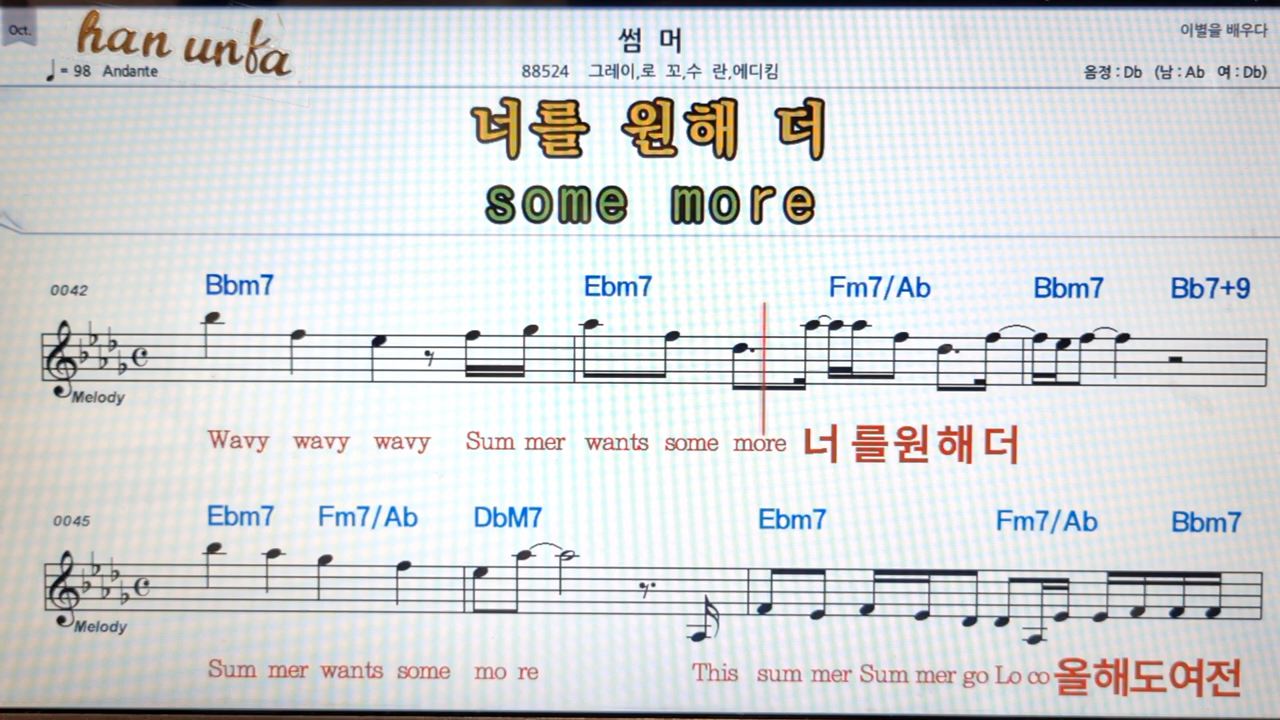 Oct.
han unfa
썸 머
이별을 배우다
♩ = 98 Andante
88524 그레이,로 꼬,수 란,에디킴
음정 : Db (남 : Ab 여 : Db)
너를 원해 더
some more
0042 Bbm7 Ebm7 Fm7/Ab Bbm7 Bb7+9
Melody
Wavy wavy wavy Sum mer wants some more 너 를원해더
0045 Ebm7 Fm7/Ab DbM7 Ebm7 Fm7/Ab Bbm7
Melody
Sum mer wants some mo re This sum mer Sum mer go Lo co 올해도여전